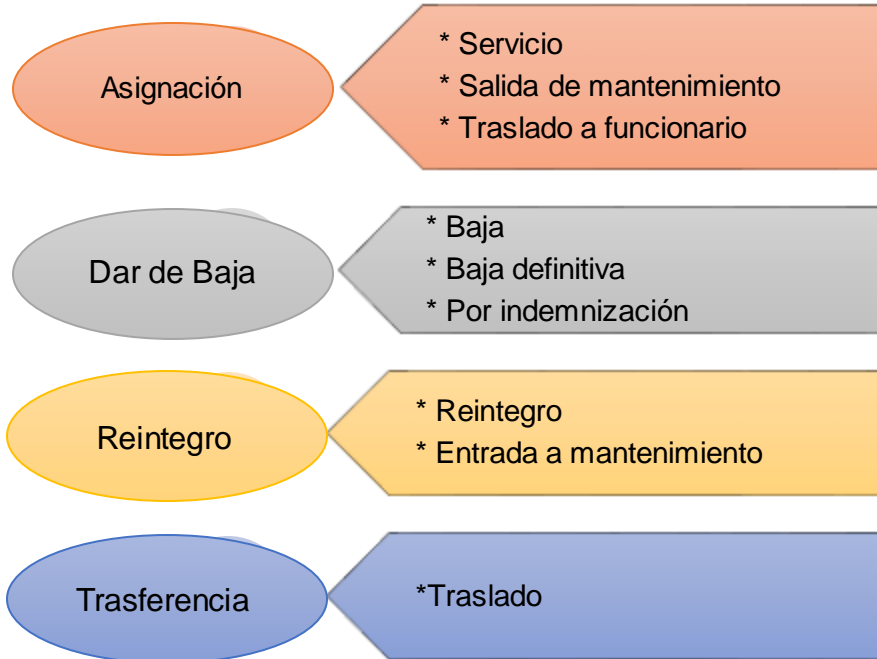 Asignación
* Servicio
* Salida de mantenimiento
* Traslado a funcionario
Dar de Baja
* Baja
* Baja definitiva
* Por indemnización
Reintegro
* Reintegro
* Entrada a mantenimiento
Trasferencia
*Traslado